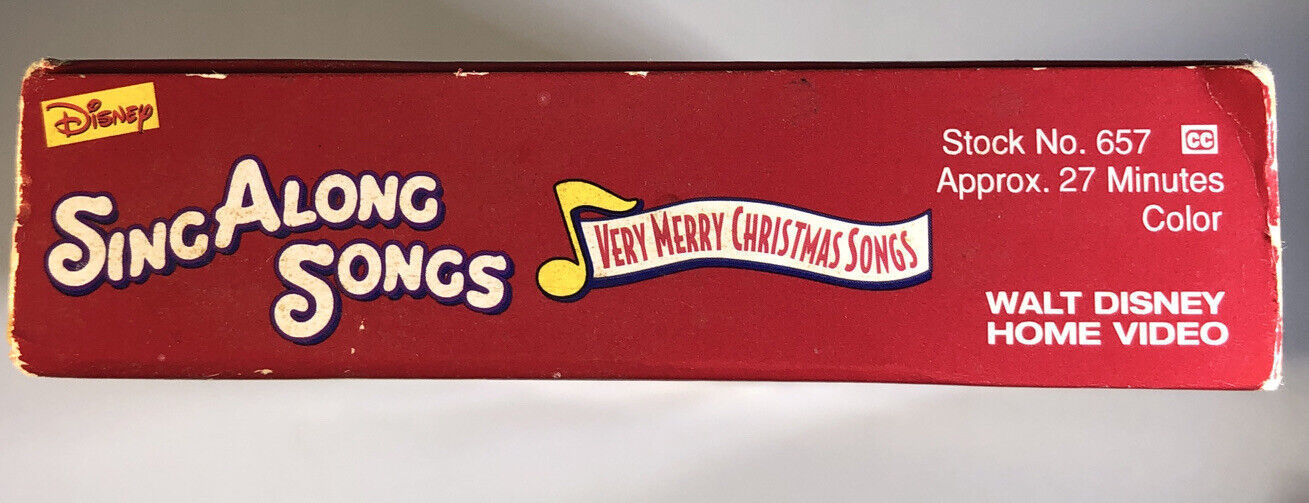 Disney
SING ALONG
SONGS
VERY MERRY CHRISTMAS SONGS
Stock No. 657 CC
Approx. 27 Minutes
Color
WALT DISNEY
HOME VIDEO